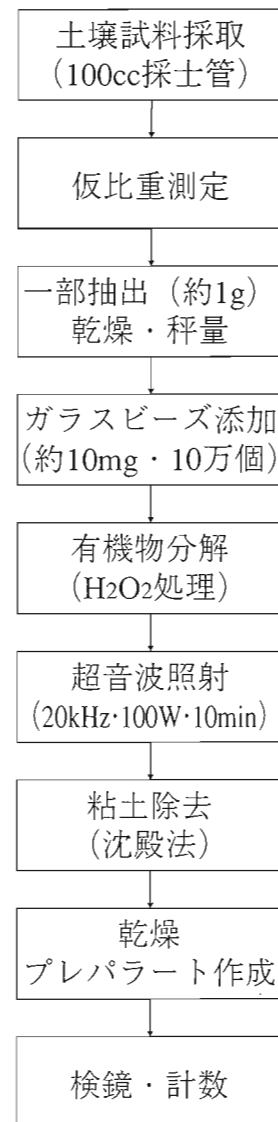 土壌試料採取
(100cc採士管)
仮比重測定
一部抽出 (約1g)
乾燥・秤量
ガラスビーズ添加
(約10mg・10万個)
有機物分解
(H2O2処理)
超音波照射
(20kHz·100W·10min)
粘土除去
(沈殿法)
乾燥
プレパラート作成
検鏡・計数